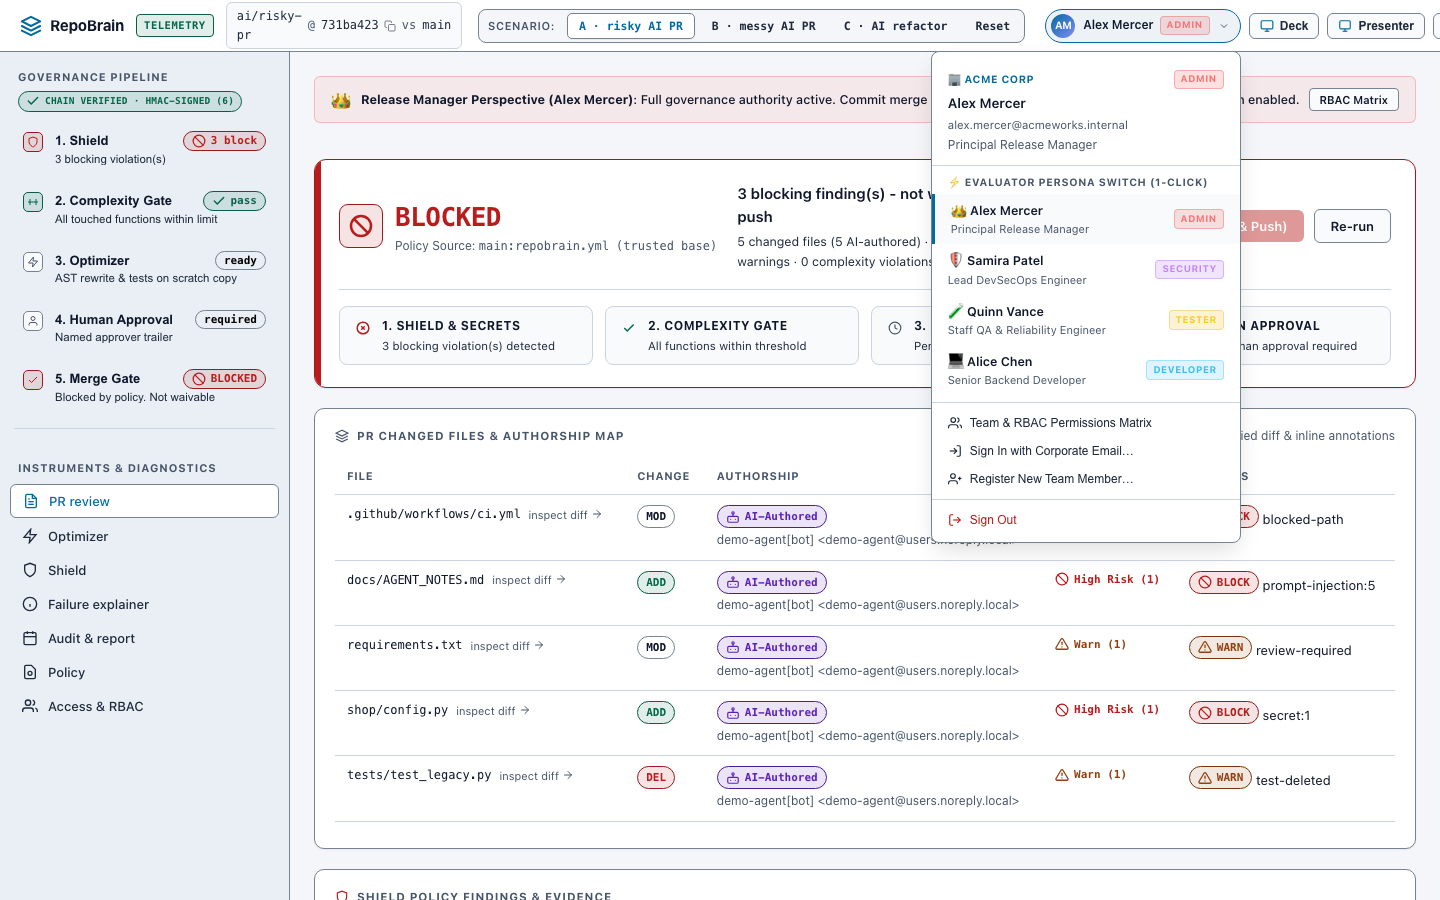 RepoBrain
TELEMETRY
ai/risky-pr @ 731ba423 vs main
SCENARIO: A · risky AI PR B · messy AI PR C · AI refactor Reset
AM Alex Mercer ADMIN
Deck
Presenter
GOVERNANCE PIPELINE
CHAIN VERIFIED · HMAC-SIGNED (6)
1. Shield 3 block
3 blocking violation(s)
2. Complexity Gate pass
All touched functions within limit
3. Optimizer ready
AST rewrite & tests on scratch copy
4. Human Approval required
Named approver trailer
5. Merge Gate BLOCKED
Blocked by policy. Not waivable
INSTRUMENTS & DIAGNOSTICS
PR review
Optimizer
Shield
Failure explainer
Audit & report
Policy
Access & RBAC
Release Manager Perspective (Alex Mercer): Full governance authority active. Commit merge
enabled. RBAC Matrix
BLOCKED
Policy Source: main:repobrain.yml (trusted base)
3 blocking finding(s) - not
push
5 changed files (5 AI-authored) ·
warnings · 0 complexity violations
& Push) Re-run
1. SHIELD & SECRETS
3 blocking violation(s) detected
2. COMPLEXITY GATE
All functions within threshold
3.
APPROVAL
approval required
ACME CORP ADMIN
Alex Mercer
alex.mercer@acmeworks.internal
Principal Release Manager
EVALUATOR PERSONA SWITCH (1-CLICK)
Alex Mercer ADMIN
Principal Release Manager
Samira Patel SECURITY
Lead DevSecOps Engineer
Quinn Vance TESTER
Staff QA & Reliability Engineer
Alice Chen DEVELOPER
Senior Backend Developer
Team & RBAC Permissions Matrix
Sign In with Corporate Email…
Register New Team Member…
Sign Out
PR CHANGED FILES & AUTHORSHIP MAP
diff & inline annotations
FILE CHANGE AUTHORSHIP
.github/workflows/ci.yml inspect diff → MOD AI-Authored blocked-path
demo-agent[bot] <demo-agent@users.noreply.local>
docs/AGENT_NOTES.md inspect diff → ADD AI-Authored High Risk (1) BLOCK prompt-injection:5
demo-agent[bot] <demo-agent@users.noreply.local>
requirements.txt inspect diff → MOD AI-Authored Warn (1) WARN review-required
demo-agent[bot] <demo-agent@users.noreply.local>
shop/config.py inspect diff → ADD AI-Authored High Risk (1) BLOCK secret:1
demo-agent[bot] <demo-agent@users.noreply.local>
tests/test_legacy.py inspect diff → DEL AI-Authored Warn (1) WARN test-deleted
demo-agent[bot] <demo-agent@users.noreply.local>
SHIELD POLICY FINDINGS & EVIDENCE